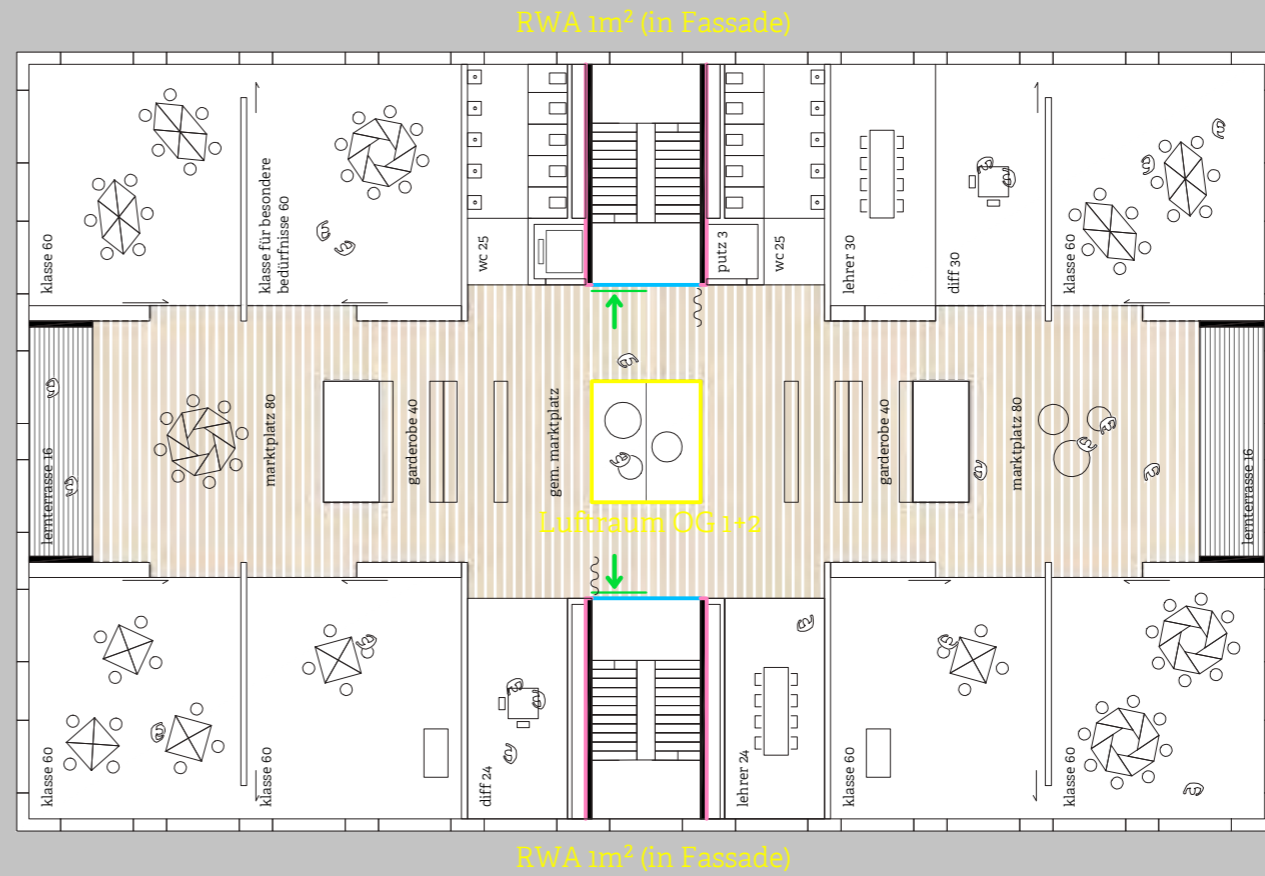 RWA 1m² (in Fassade)
klasse 60
klasse für besondere
bedürfnisse 60
wc 25
putz 3
wc 25
lehrer 30
diff 30
klasse 60
lernterrasse 16
marktplatz 80
garderobe 40
gem. marktplatz
Luftraum OG 1+2
garderobe 40
marktplatz 80
lernterrasse 16
klasse 60
klasse 60
diff 24
lehrer 24
klasse 60
klasse 60
RWA 1m² (in Fassade)